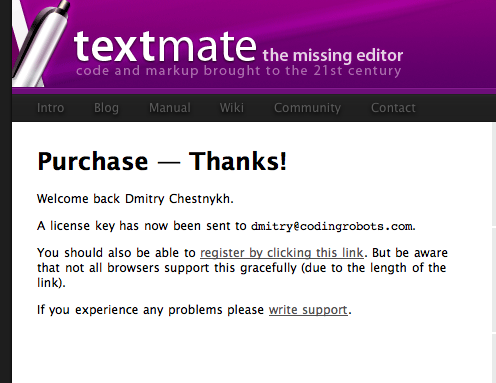 textmate the missing editor
code and markup brought to the 21st century
Intro Blog Manual Wiki Community Contact
Purchase — Thanks!
Welcome back Dmitry Chestnykh.
A license key has now been sent to dmitry@codingrobots.com.
You should also be able to register by clicking this link. But be aware
that not all browsers support this gracefully (due to the length of the
link).
If you experience any problems please write support.